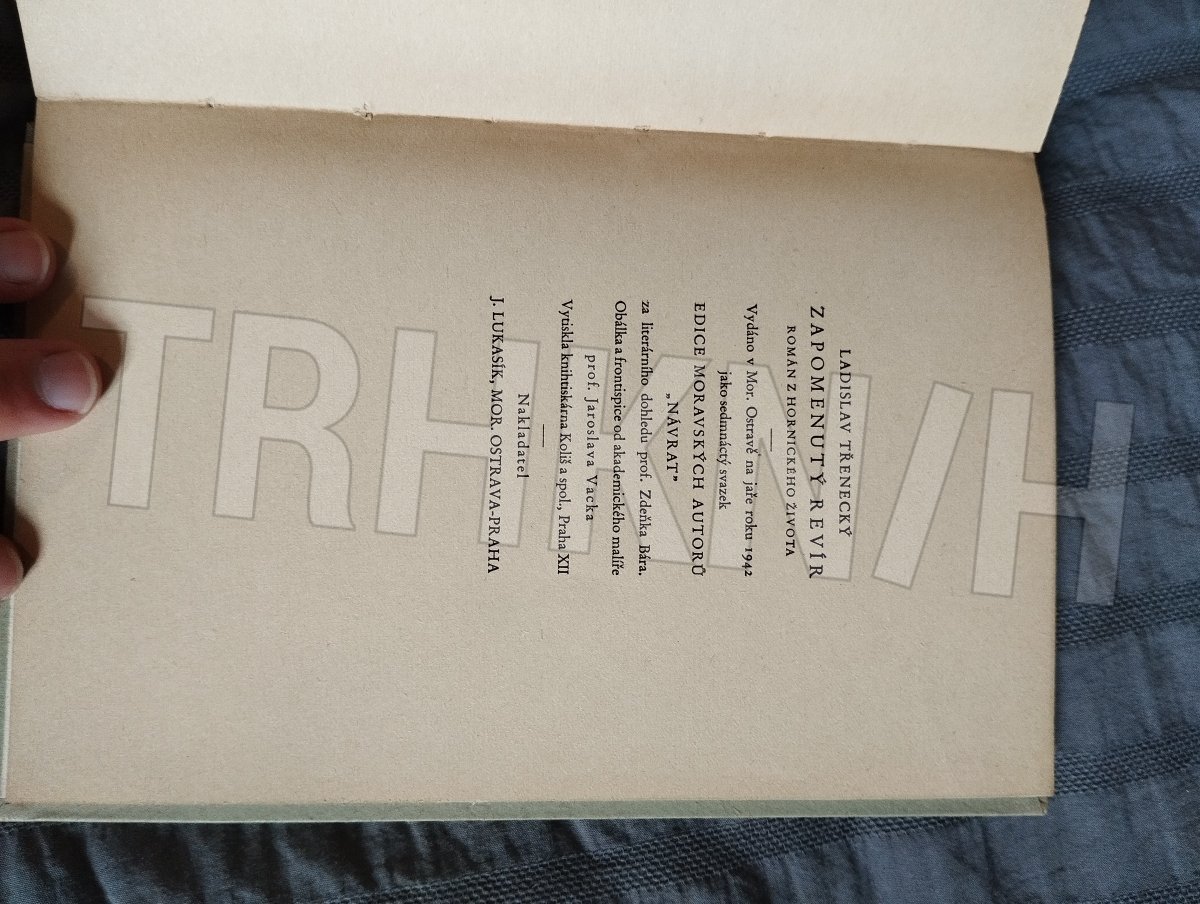 LADISLAV TŘENECKÝ
ZAPOMENUTÝ REVÍR
ROMÁN Z HORNICKÉHO ŽIVOTA
Vydáno v Mor. Ostravě na jaře roku 1942
jako sedmnáctý svazek
EDICE MORAVSKÝCH AUTORŮ
„NÁVRAT”
za literárního dohledu prof. Zdeňka Bára.
Obálka a frontispice od akademického malíře
prof. Jaroslava Vacka
Vytiskla knihtiskárna Koliš a spol., Praha XII
Nakladatel
J. LUKASÍK, MOR. OSTRAVA-PRAHA
TRHKNIH